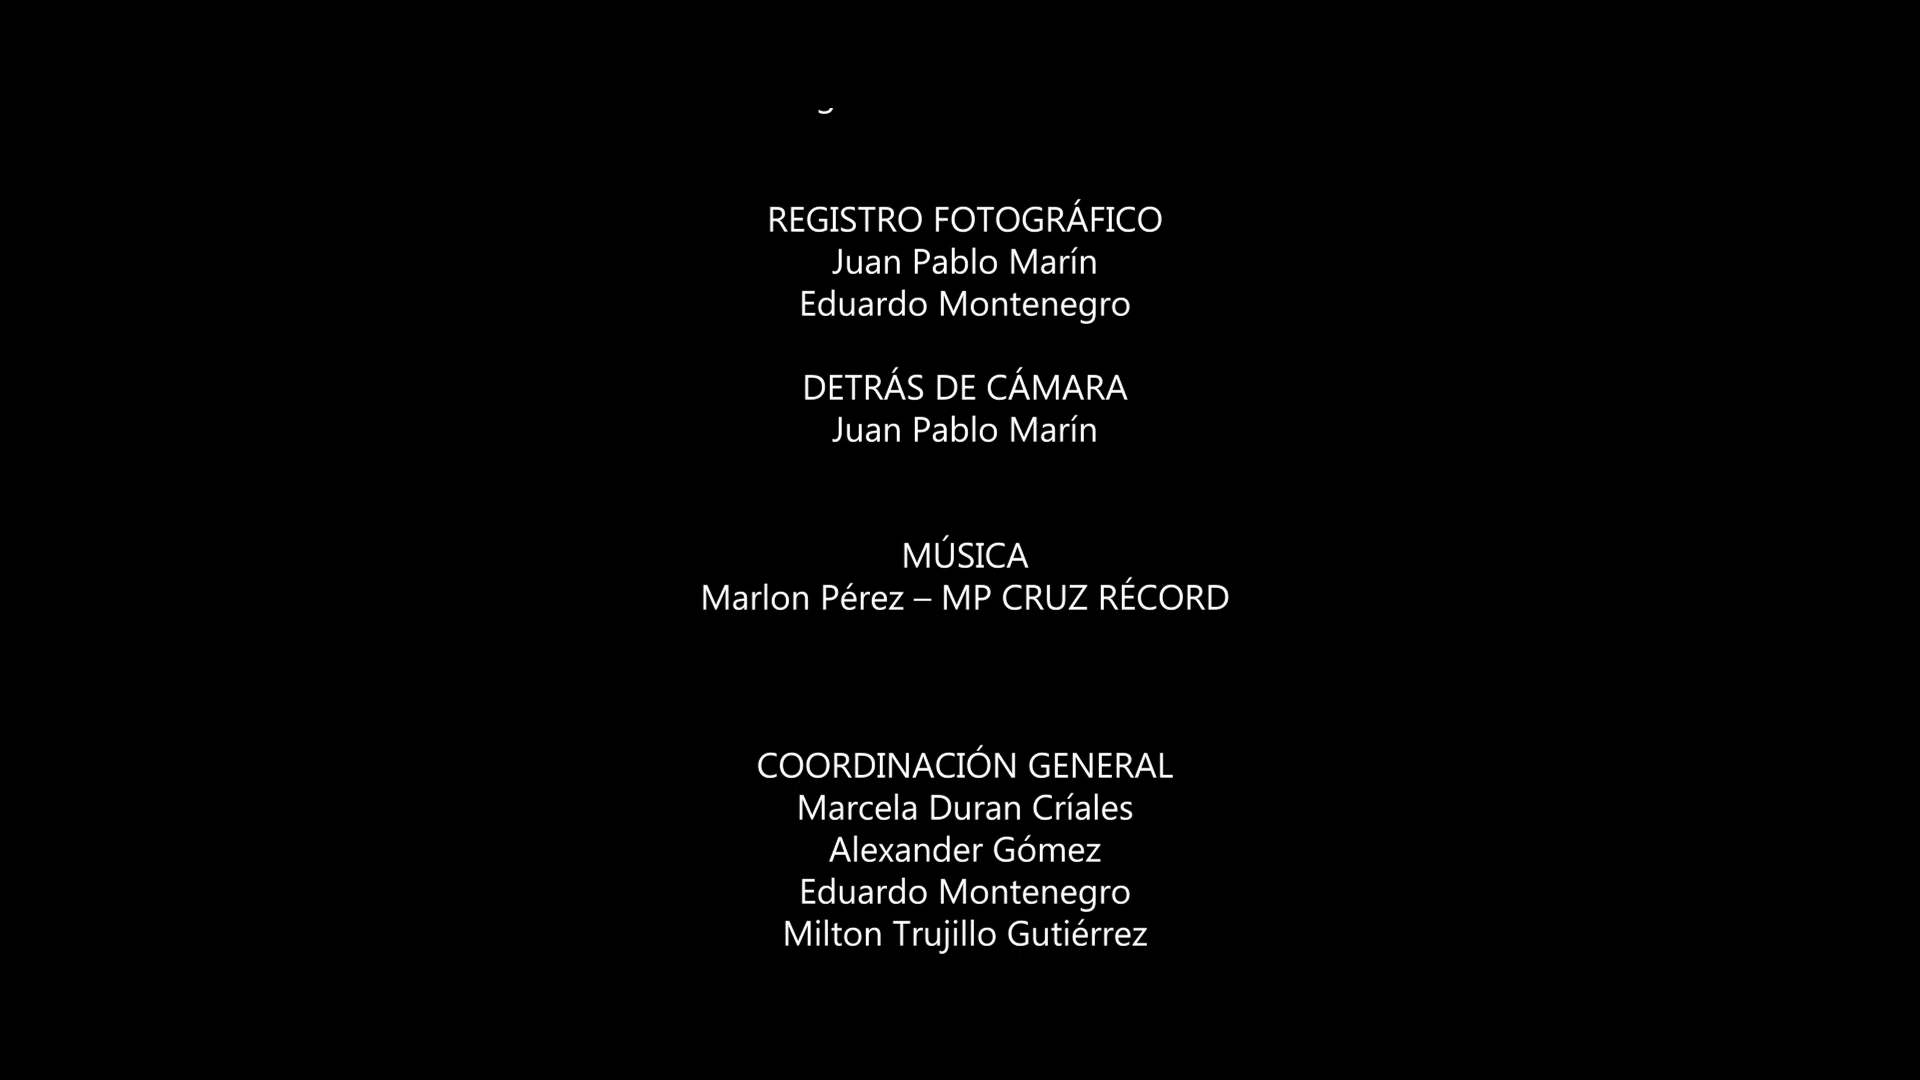 REGISTRO FOTOGRÁFICO
Juan Pablo Marín
Eduardo Montenegro
DETRÁS DE CÁMARA
Juan Pablo Marín
MÚSICA
Marlon Pérez – MP CRUZ RÉCORD
COORDINACIÓN GENERAL
Marcela Duran Críales
Alexander Gómez
Eduardo Montenegro
Milton Trujillo Gutiérrez